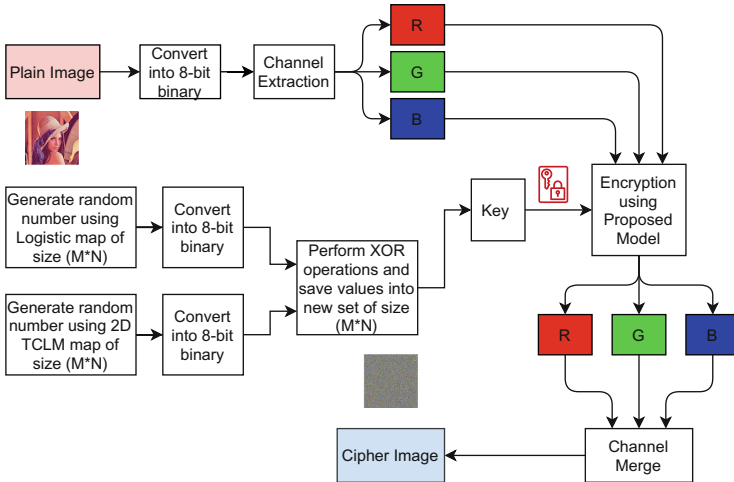 R
Plain Image
Convert
into 8-bit
binary
Channel
Extraction
G
B
Generate random
number using
Logistic map of
size (M*N)
Convert
into 8-bit
binary
Perform XOR
operations and
save values into
new set of size
(M*N)
Key
Encryption
using
Proposed
Model
Generate random
number using 2D
TCLM map of
size (M*N)
Convert
into 8-bit
binary
R
G
B
Cipher Image
Channel
Merge